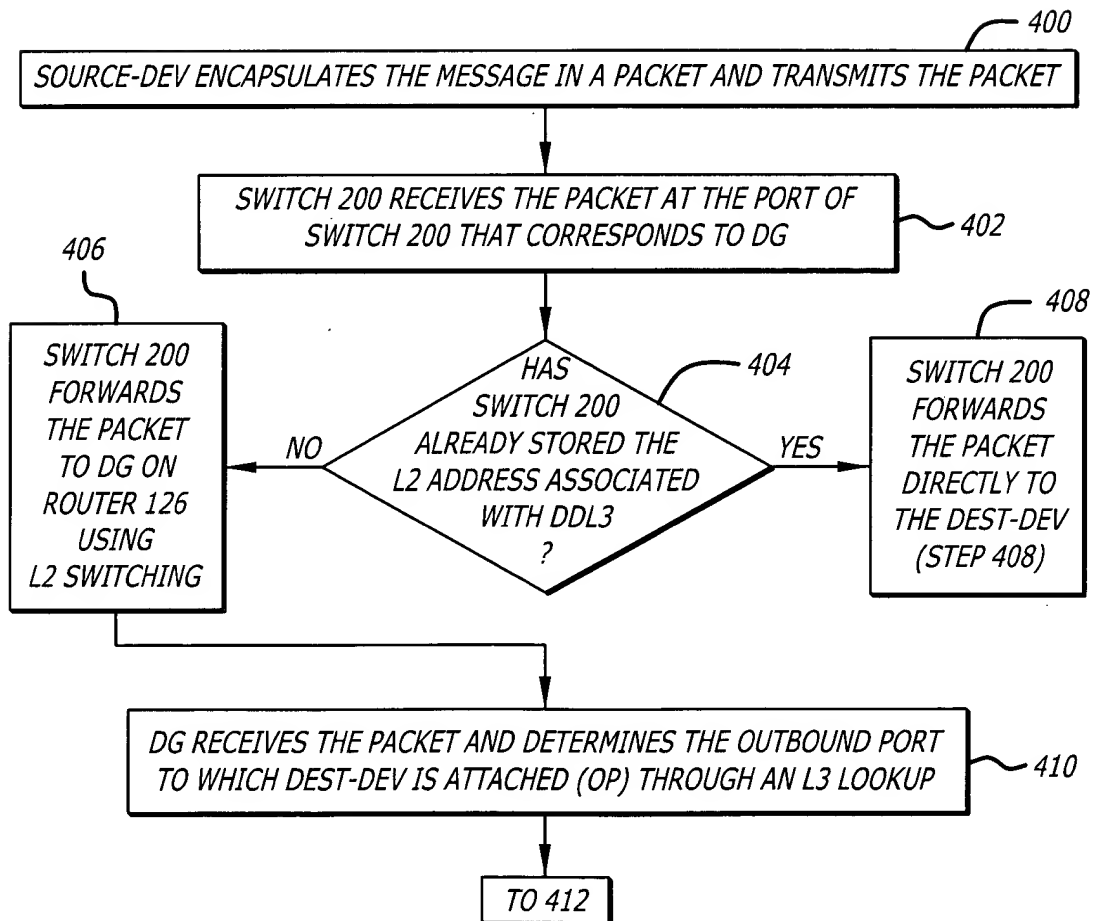 400
SOURCE-DEV ENCAPSULATES THE MESSAGE IN A PACKET AND TRANSMITS THE PACKET
SWITCH 200 RECEIVES THE PACKET AT THE PORT OF
SWITCH 200 THAT CORRESPONDS TO DG
402
406
SWITCH 200
FORWARDS
THE PACKET
TO DG ON
ROUTER 126
USING
L2 SWITCHING
NO
HAS
SWITCH 200
ALREADY STORED THE
L2 ADDRESS ASSOCIATED
WITH DDL3
?
404
YES
408
SWITCH 200
FORWARDS
THE PACKET
DIRECTLY TO
THE DEST-DEV
(STEP 408)
DG RECEIVES THE PACKET AND DETERMINES THE OUTBOUND PORT
TO WHICH DEST-DEV IS ATTACHED (OP) THROUGH AN L3 LOOKUP
410
TO 412